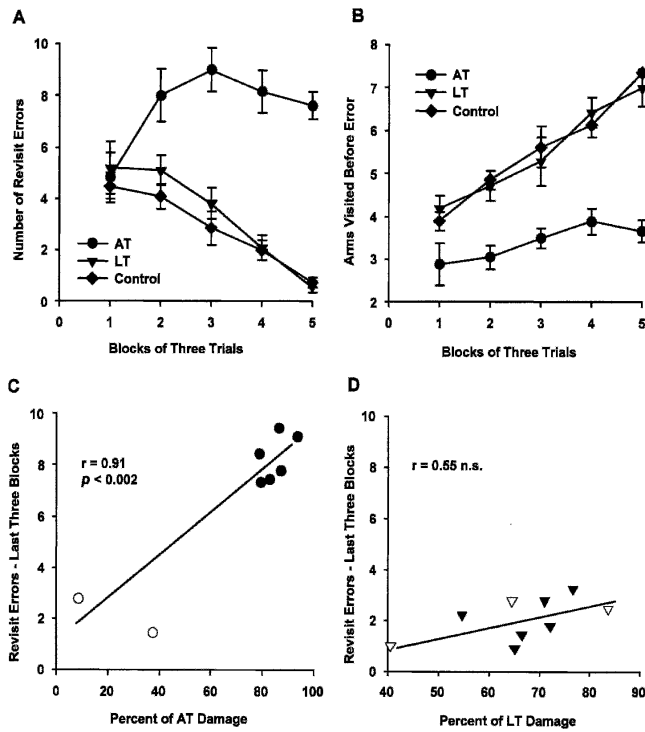 A
Number of Revisit Errors
10
8
6
4
2
0
AT
LT
Control
0 1 2 3 4 5
Blocks of Three Trials
B
Arms Visited Before Error
8
7
6
5
4
3
2
AT
LT
Control
0 1 2 3 4 5
Blocks of Three Trials
C
Revisit Errors - Last Three Blocks
10
8
6
4
2
0
r = 0.91
p < 0.002
0 20 40 60 80 100
Percent of AT Damage
D
Revisit Errors - Last Three Blocks
10
8
6
4
2
0
r = 0.55 n.s.
40 50 60 70 80 90
Percent of LT Damage